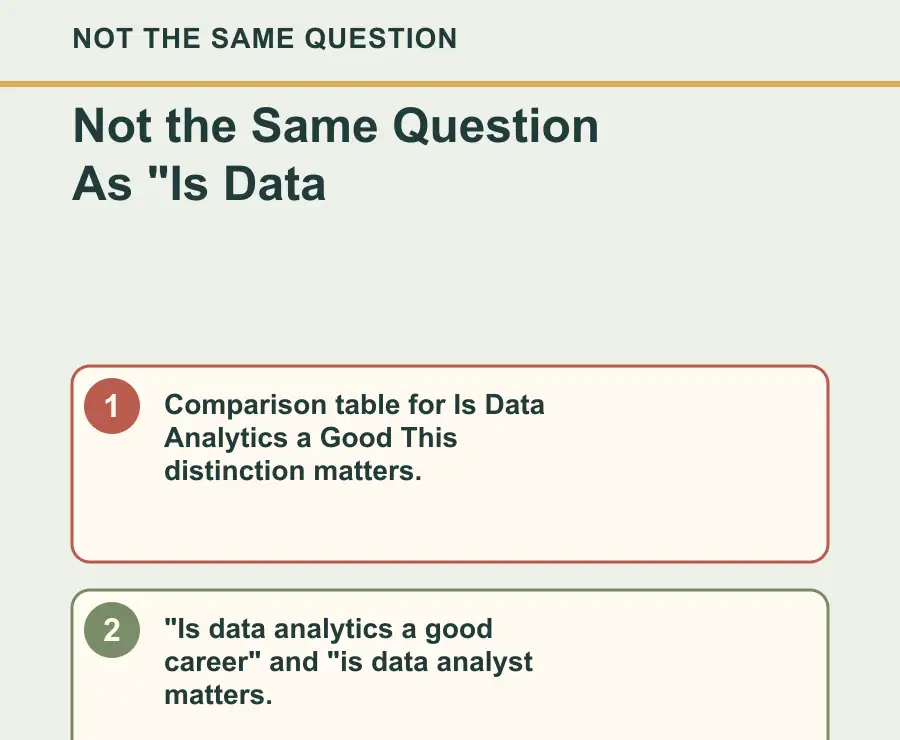 NOT THE SAME QUESTION
Not the Same Question
As "Is Data
1
Comparison table for Is Data
Analytics a Good This
distinction matters.
2
"Is data analytics a good
career" and "is data analyst
matters.